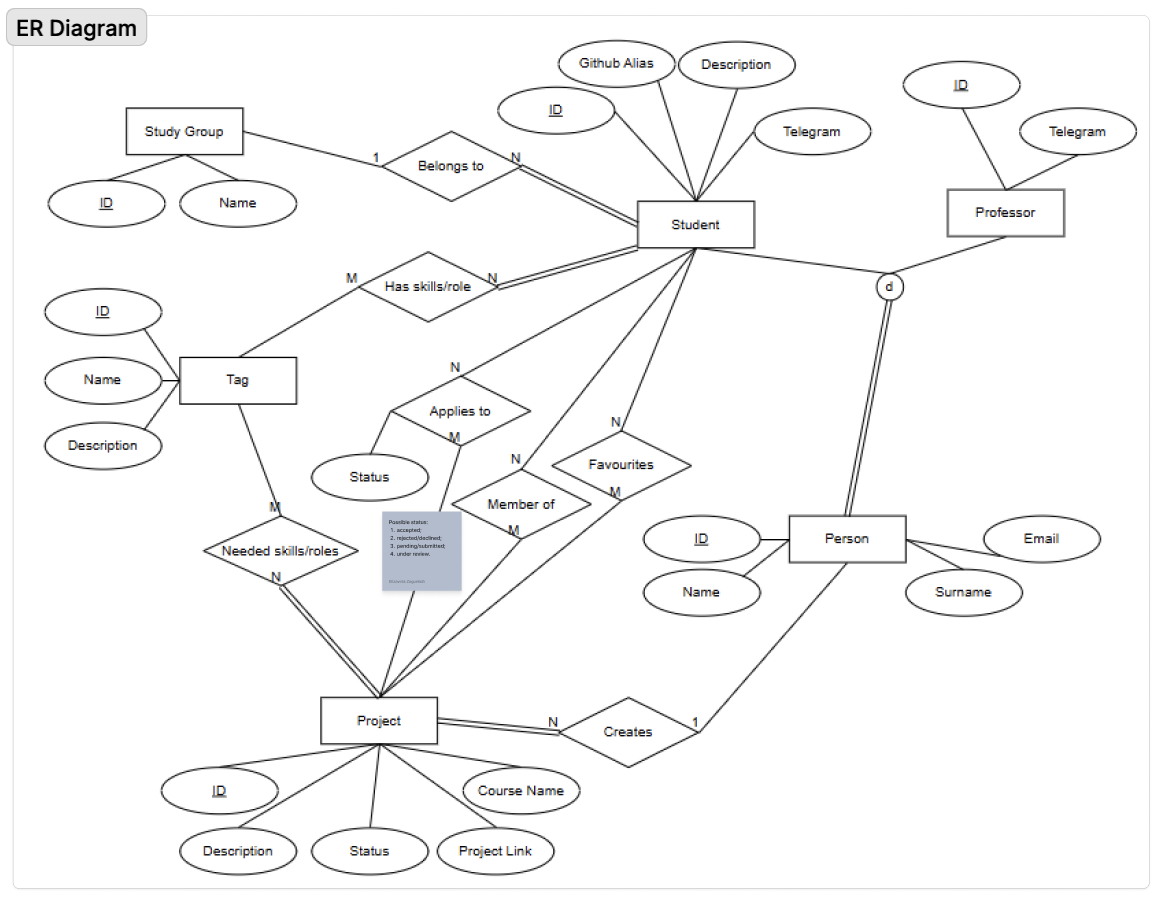 ER Diagram
Github Alias
Description
ID
ID
Telegram
Telegram
Study Group
1
Belongs to
N
ID
Name
Student
Professor
M
Has skills/role
N
d
ID
Name
Tag
Description
N
Applies to
M
Status
N
Favourites
M
N
Member of
M
Possible status:
1. accepted;
2. rejected/declined;
3. pending/submitted;
4. under review.
M
Needed skills/roles
N
ID
Person
Email
Name
Surname
Project
N
Creates
1
ID
Course Name
Description
Status
Project Link